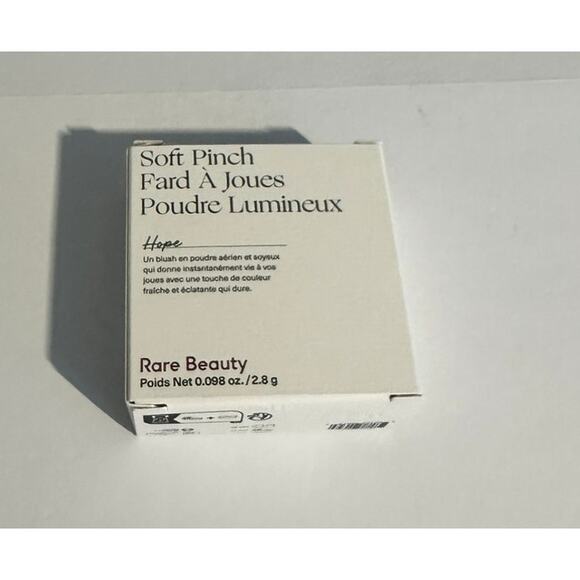 Soft Pinch
Fard À Joues
Poudre Lumineux
Hope
Un blush en poudre aérien et soyeux
qui donne instantanément vie à vos
joues avec une touche de couleur
fraîche et éclatante qui dure.
Rare Beauty
Poids Net 0.098 oz./2.8 g